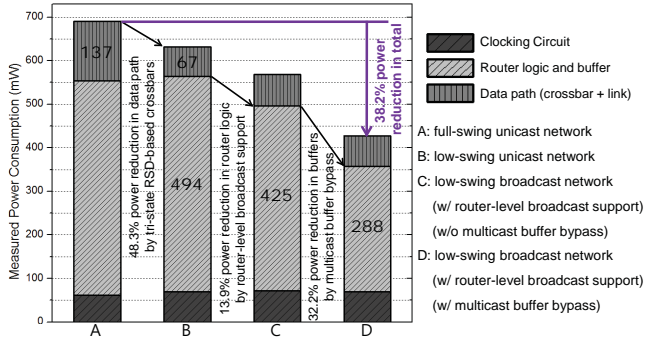 Measured Power Consumption (mW)
700
600
500
400
300
200
100
0
137
67
494
425
288
48.3% power reduction in data path
by tri-state RSD-based crossbars
13.9% power reduction in router logic
by router-level broadcast support
32.2% power reduction in buffers
by multicast buffer bypass
38.2% power
reduction in total
A
B
C
D
Clocking Circuit
Router logic and buffer
Data path (crossbar + link)
A: full-swing unicast network
B: low-swing unicast network
C: low-swing broadcast network
(w/ router-level broadcast support)
(w/o multicast buffer bypass)
D: low-swing broadcast network
(w/ router-level broadcast support)
(w/ multicast buffer bypass)